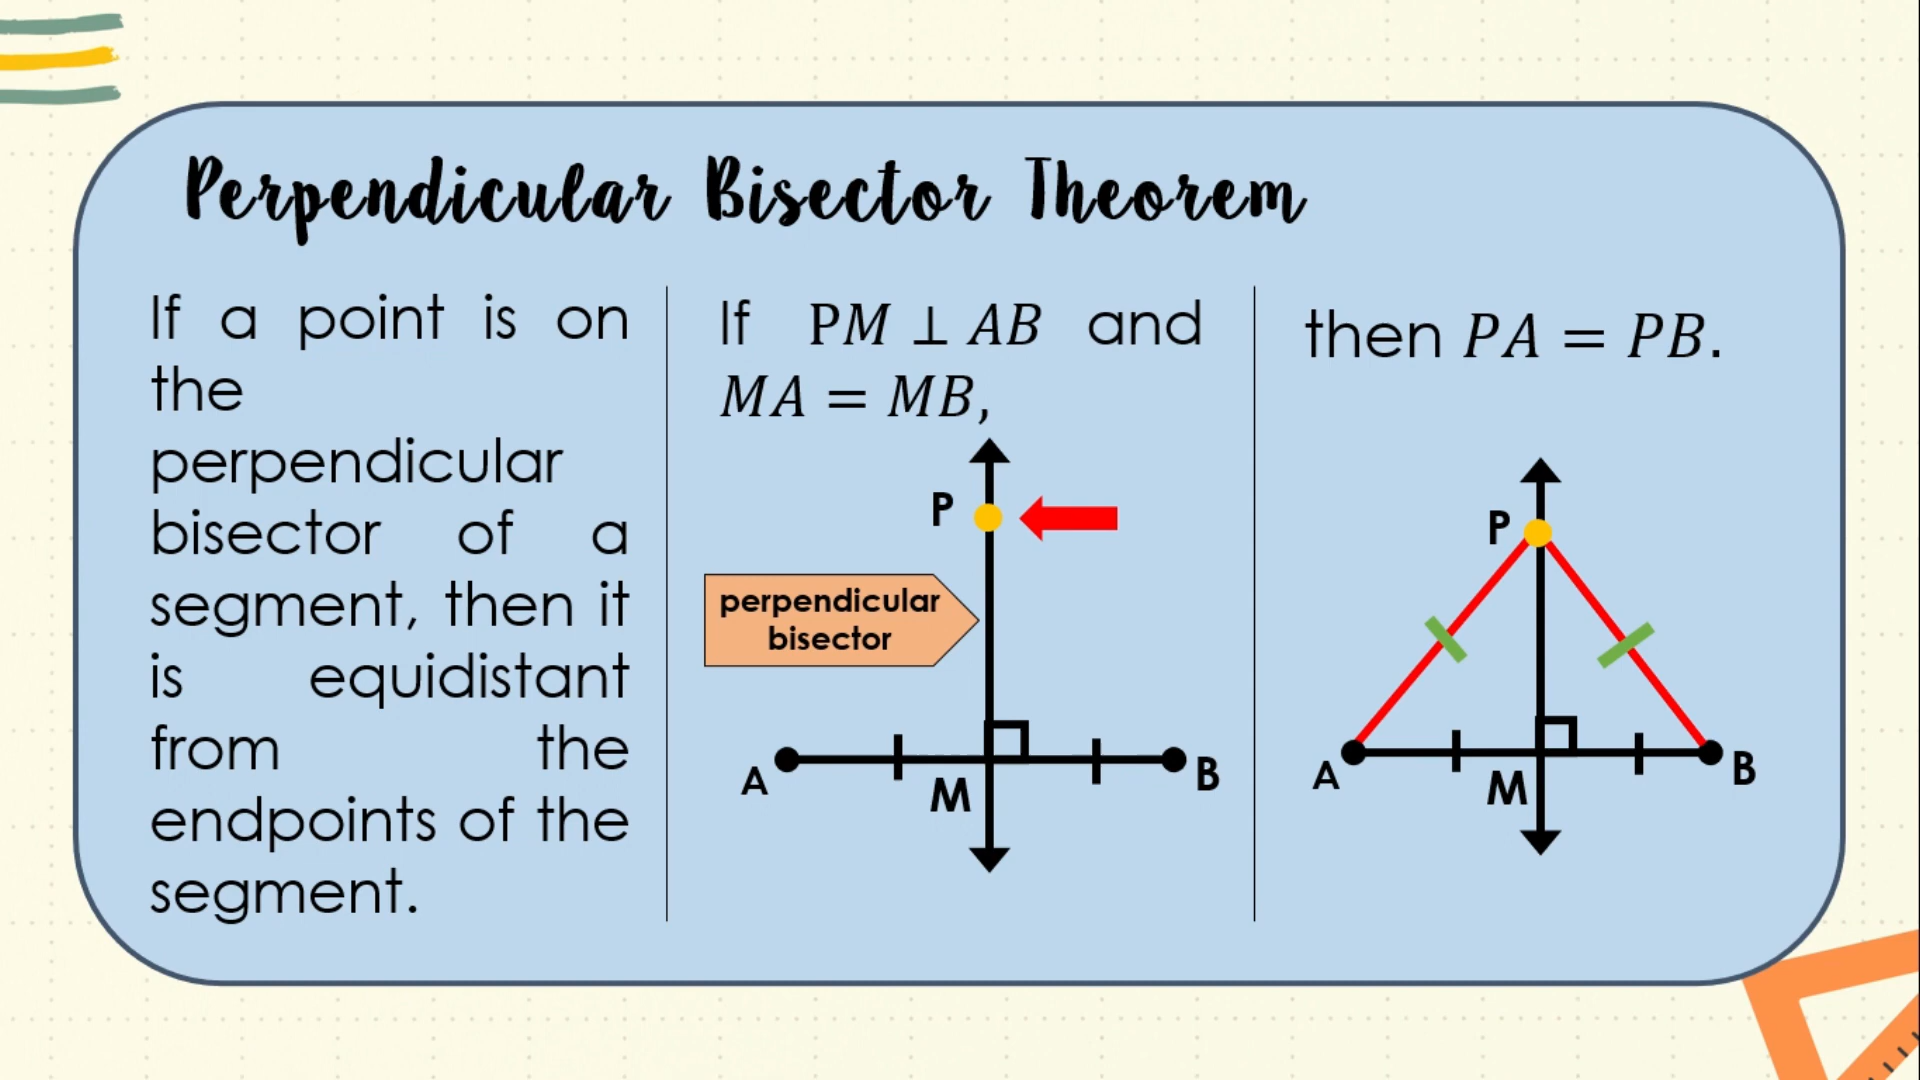 Perpendicular Bisector Theorem
If a point is on
the
perpendicular
bisector of a
segment, then it
is equidistant
from the
endpoints of the
segment.
If PM ⊥ AB and
MA = MB,
P
perpendicular
bisector
A
M
B
then PA = PB.
P
A
M
B